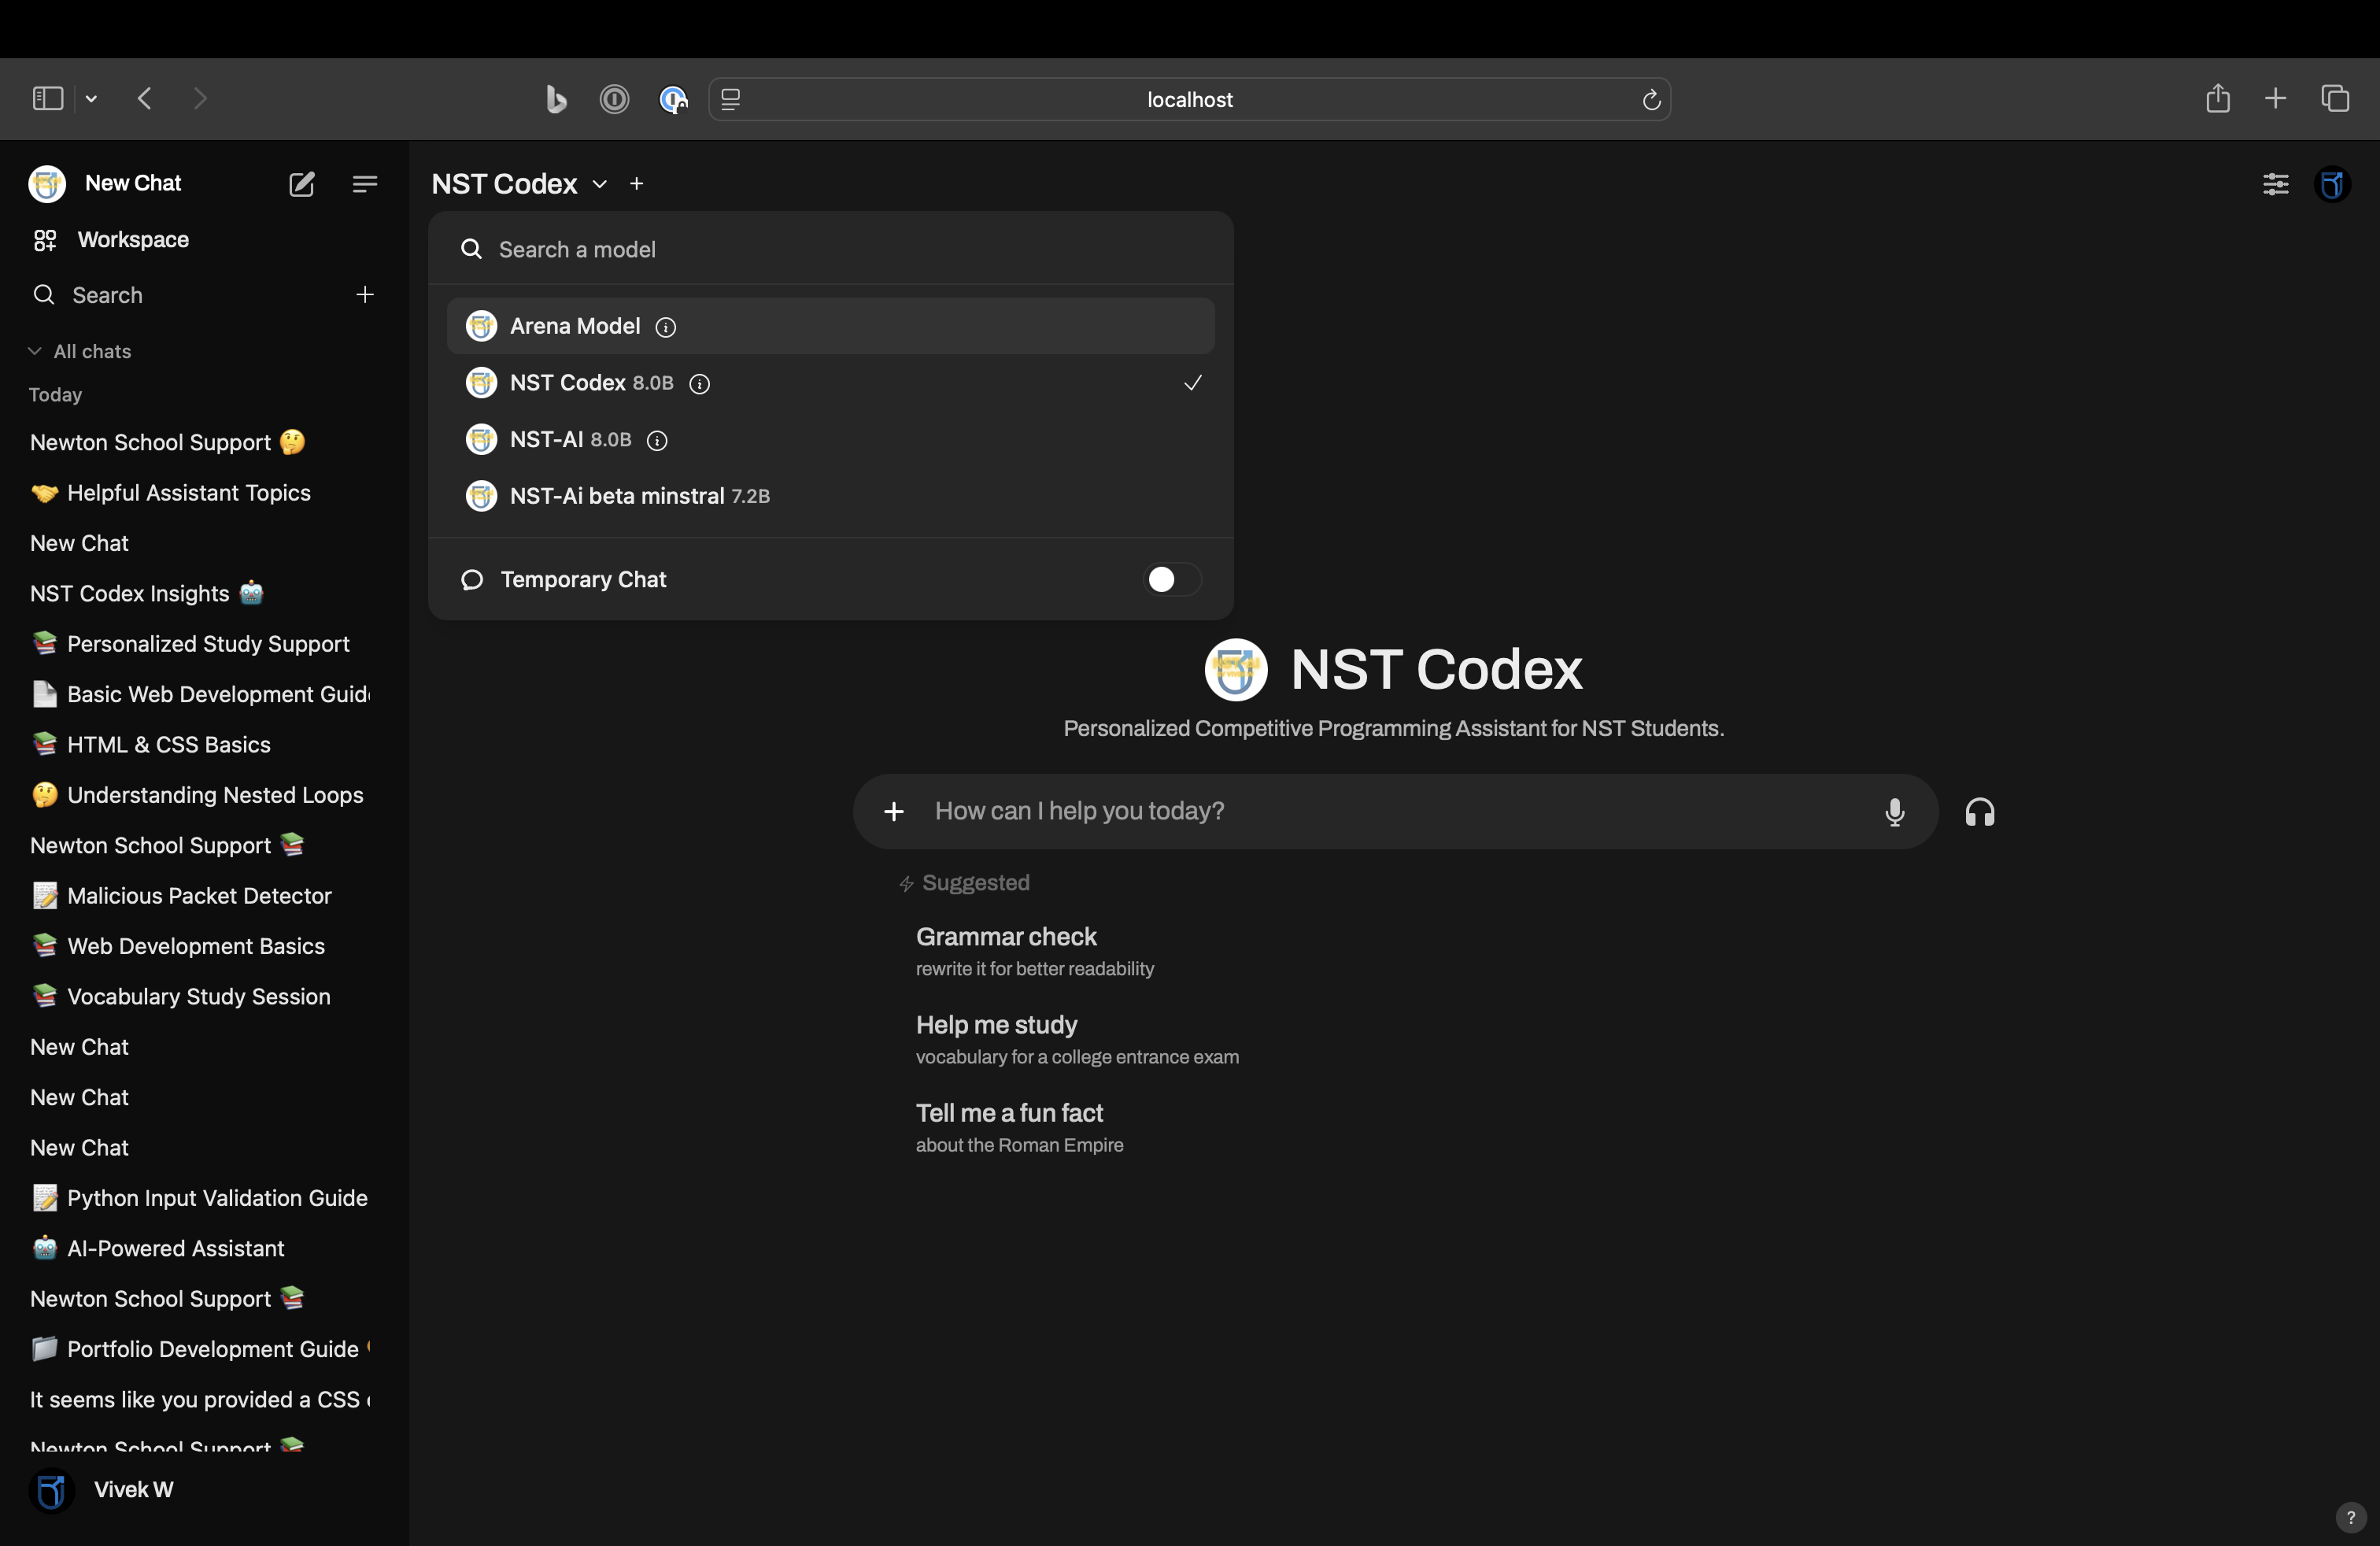 localhost
New Chat
Workspace
Search
All chats
Today
Newton School Support 🤔
🤝 Helpful Assistant Topics
New Chat
NST Codex Insights 🤖
📚 Personalized Study Support
📄 Basic Web Development Guid
📚 HTML & CSS Basics
🤔 Understanding Nested Loops
Newton School Support 📚
📝 Malicious Packet Detector
📚 Web Development Basics
📚 Vocabulary Study Session
New Chat
New Chat
New Chat
📝 Python Input Validation Guide
🤖 AI-Powered Assistant
Newton School Support 📚
📁 Portfolio Development Guide
It seems like you provided a CSS
Newton School Support 📚
Vivek W
NST Codex
Search a model
Arena Model
NST Codex 8.0B
NST-AI 8.0B
NST-Ai beta minstral 7.2B
Temporary Chat
NST Codex
Personalized Competitive Programming Assistant for NST Students.
How can I help you today?
Suggested
Grammar check
rewrite it for better readability
Help me study
vocabulary for a college entrance exam
Tell me a fun fact
about the Roman Empire
?